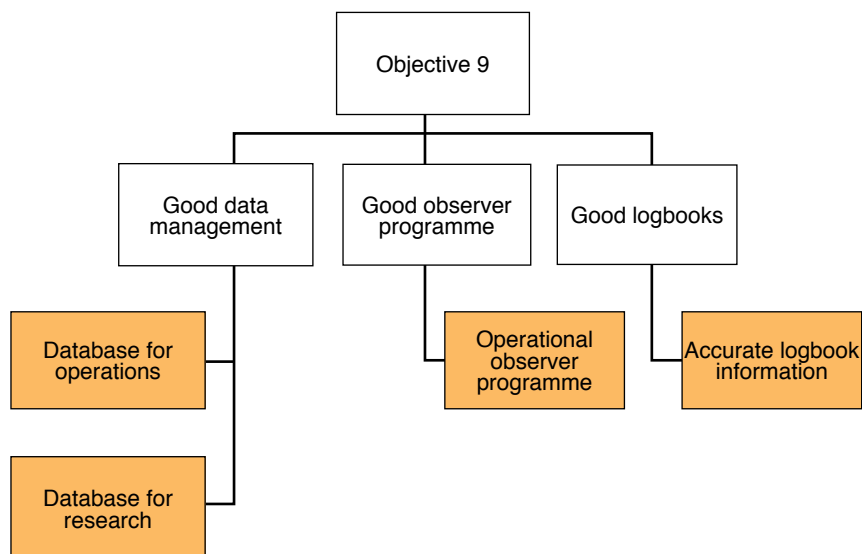 Objective 9
Good data
management
Good observer
programme
Good logbooks
Database for
operations
Operational
observer
programme
Accurate logbook
information
Database for
research